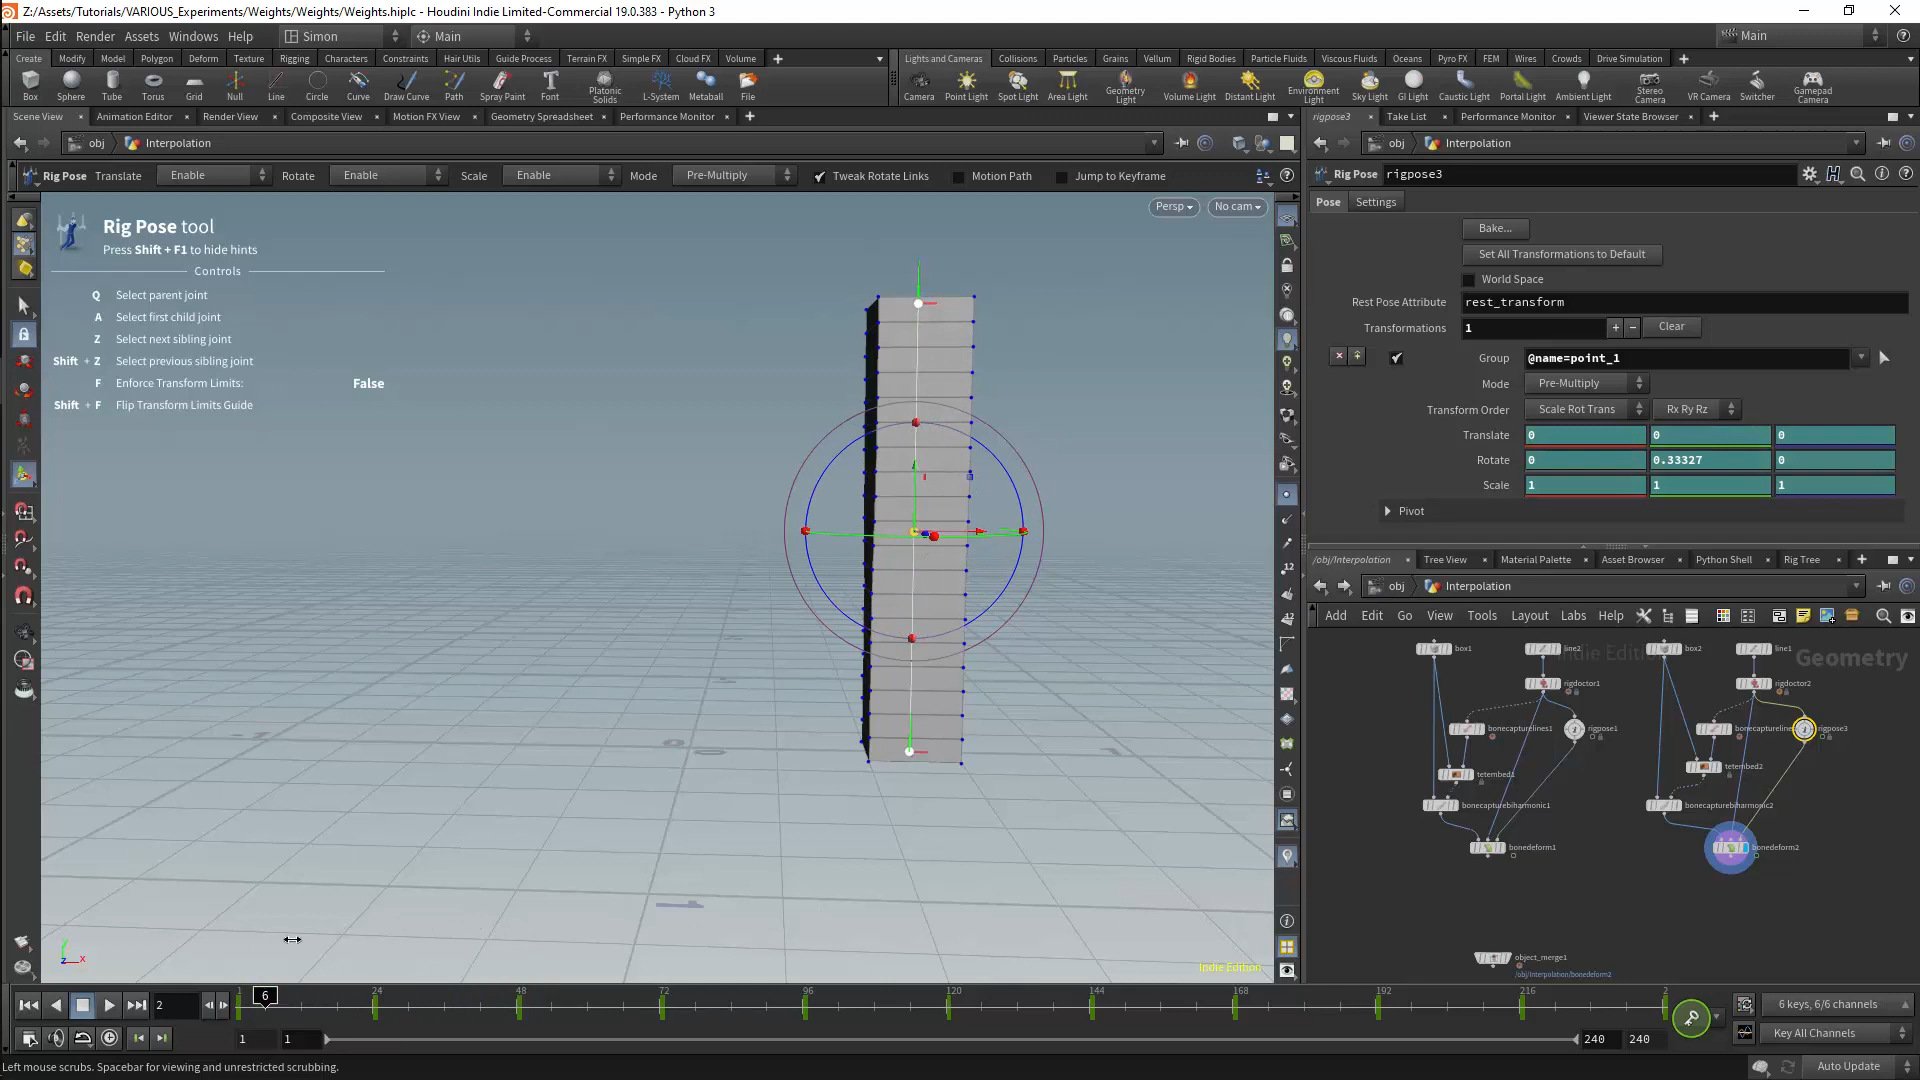 Z:/Assets/Tutorials/VARIOUS_Experiments/Weights/Weights/Weights.hiplc - Houdini Indie Limited-Commercial 19.0.383 - Python 3
File Edit Render Assets Windows Help Simon Main Main
Create Modify Model Polygon Deform Texture Rigging Characters Constraints Hair Utils Guide Process Terrain FX Simple FX Cloud FX Volume
Lights and Cameras Collisions Particles Grains Vellum Rigid Bodies Particle Fluids Viscous Fluids Oceans Pyro FX FEM Wires Crowds Drive Simulation
Box Sphere Tube Torus Grid Null Line Circle Curve Draw Curve Path Spray Paint Font Platonic Solids L-System Metaball File
Camera Point Light Spot Light Area Light Geometry Light Volume Light Distant Light Environment Light Sky Light GI Light Caustic Light Portal Light Ambient Light Stereo Camera VR Camera Switcher Gamepad Camera
Scene View Animation Editor Render View Composite View Motion FX View Geometry Spreadsheet Performance Monitor
rigpose3 Take List Performance Monitor Viewer State Browser
obj Interpolation
obj Interpolation
Rig Pose Translate Enable Rotate Enable Scale Enable Mode Pre-Multiply Tweak Rotate Links Motion Path Jump to Keyframe
Rig Pose rigpose3
Pose Settings
Persp No cam
Rig Pose tool
Press Shift + F1 to hide hints
Controls
Q Select parent joint
A Select first child joint
Z Select next sibling joint
Shift + Z Select previous sibling joint
F Enforce Transform Limits: False
Shift + F Flip Transform Limits Guide
Bake...
Set All Transformations to Default
World Space
Rest Pose Attribute rest_transform
Transformations 1 + − Clear
Group @name=point_1
Mode Pre-Multiply
Transform Order Scale Rot Trans Rx Ry Rz
Translate 0 0 0
Rotate 0 0.33327 0
Scale 1 1 1
Pivot
/obj/Interpolation Tree View Material Palette Asset Browser Python Shell Rig Tree
obj Interpolation
Add Edit Go View Tools Layout Labs Help
Indie Edition Geometry
box1 line2 box2 line1
rigdoctor1 rigdoctor2
bonecapturelines1 rigpose1 bonecaptureline rigpose3
tetembed1 tetembed2
bonecapturebiharmonic1 bonecapturebiharmonic2
bonedeform1 bonedeform2
object_merge1
/obj/Interpolation/bonedeform2
Indie Edition
z x
2 1 6 24 48 72 96 120 144 168 192 216 2
6 keys, 6/6 channels
1 1 240 240 Key All Channels
Left mouse scrubs. Spacebar for viewing and unrestricted scrubbing.
Auto Update